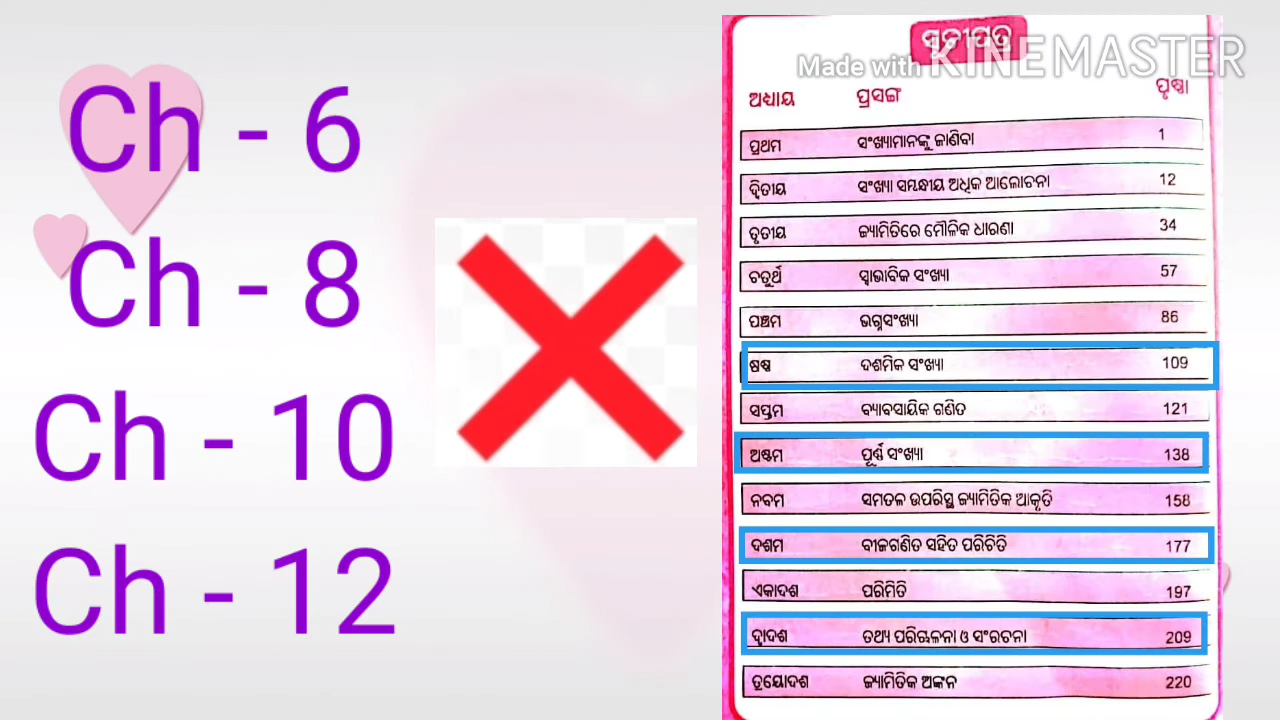 Ch - 6
Ch - 8
Ch - 10
Ch - 12
ସୂଚୀପତ୍ର
Made with KINEMASTER
ଅଧ୍ୟାୟ ପ୍ରସଙ୍ଗ ପୃଷ୍ଠା
ପ୍ରଥମ ସଂଖ୍ୟାମାନଙ୍କୁ ଜାଣିବା 1
ଦ୍ୱିତୀୟ ସଂଖ୍ୟା ସମ୍ବନ୍ଧୀୟ ଅଧିକ ଆଲୋଚନା 12
ତୃତୀୟ ଜ୍ୟାମିତିରେ ମୌଳିକ ଧାରଣା 34
ଚତୁର୍ଥ ସ୍ୱାଭାବିକ ସଂଖ୍ୟା 57
ପଞ୍ଚମ ଭଗ୍ନସଂଖ୍ୟା 86
ଷଷ୍ଠ ଦଶମିକ ସଂଖ୍ୟା 109
ସପ୍ତମ ବ୍ୟାବସାୟିକ ଗଣିତ 121
ଅଷ୍ଟମ ପୂର୍ଣ୍ଣ ସଂଖ୍ୟା 138
ନବମ ସମତଳ ଉପରିସ୍ଥ ଜ୍ୟାମିତିକ ଆକୃତି 158
ଦଶମ ବୀଜଗଣିତ ସହିତ ପରିଚିତି 177
ଏକାଦଶ ପରିମିତି 197
ଦ୍ୱାଦଶ ତଥ୍ୟ ପରିଚ୍ଛଳନା ଓ ସଂରଚନା 209
ତ୍ରୟୋଦଶ ଜ୍ୟାମିତିକ ଅଙ୍କନ 220